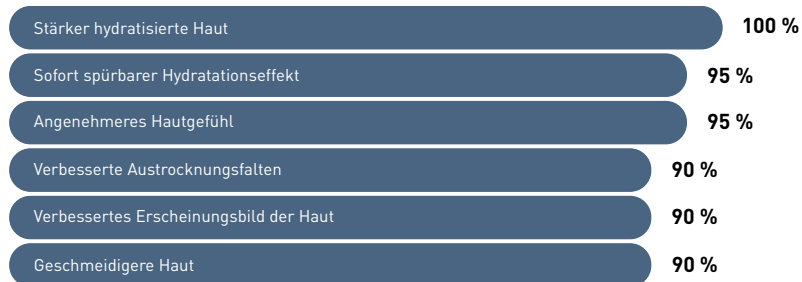 Stärker hydratisierte Haut 100 %
Sofort spürbarer Hydratationseffekt 95 %
Angenehmeres Hautgefühl 95 %
Verbesserte Austrocknungsfalten 90 %
Verbessertes Erscheinungsbild der Haut 90 %
Geschmeidigere Haut 90 %